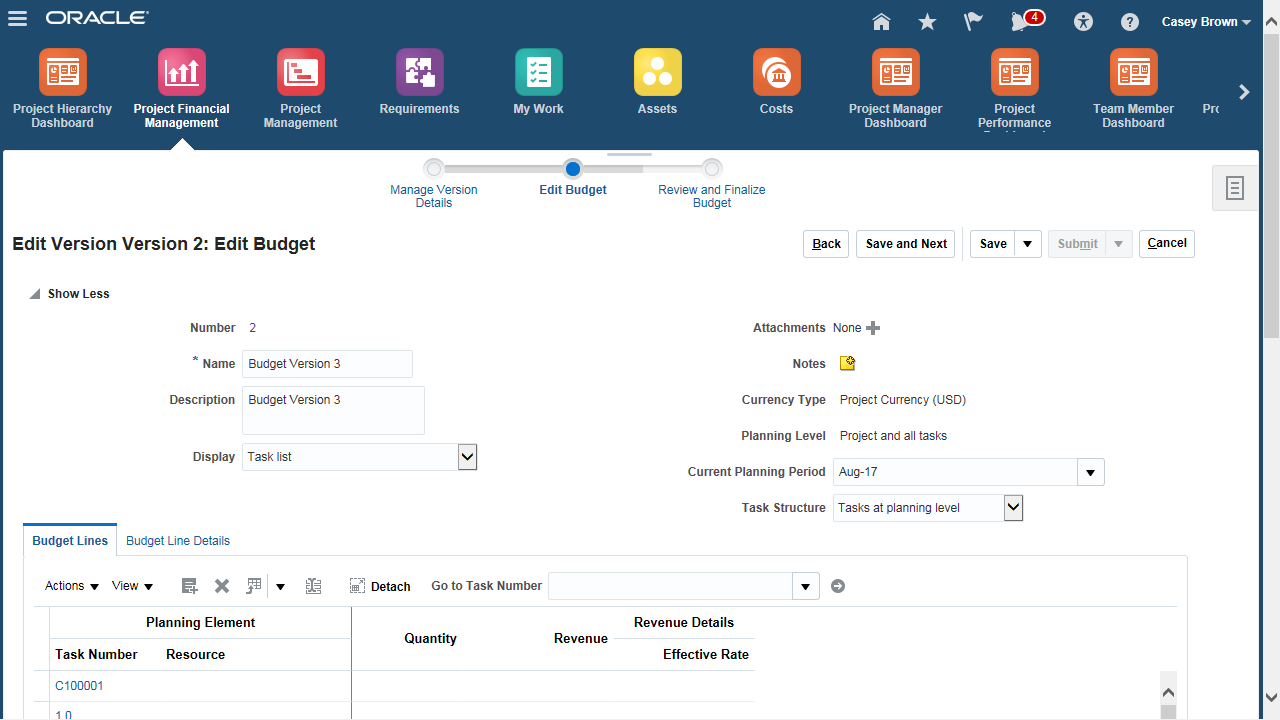 ORACLE
4
Casey Brown
Project Hierarchy Dashboard
Project Financial Management
Project Management
Requirements
My Work
Assets
Costs
Project Manager Dashboard
Project Performance
Team Member Dashboard
Manage Version Details
Edit Budget
Review and Finalize Budget
Edit Version Version 2: Edit Budget
Back
Save and Next
Save
Submit
Cancel
Show Less
Number 2
* Name Budget Version 3
Description Budget Version 3
Display Task list
Attachments None
Notes
Currency Type Project Currency (USD)
Planning Level Project and all tasks
Current Planning Period Aug-17
Task Structure Tasks at planning level
Budget Lines
Budget Line Details
Actions View Detach Go to Task Number
Planning Element Quantity Revenue Revenue Details
Task Number Resource Effective Rate
C100001
1.0